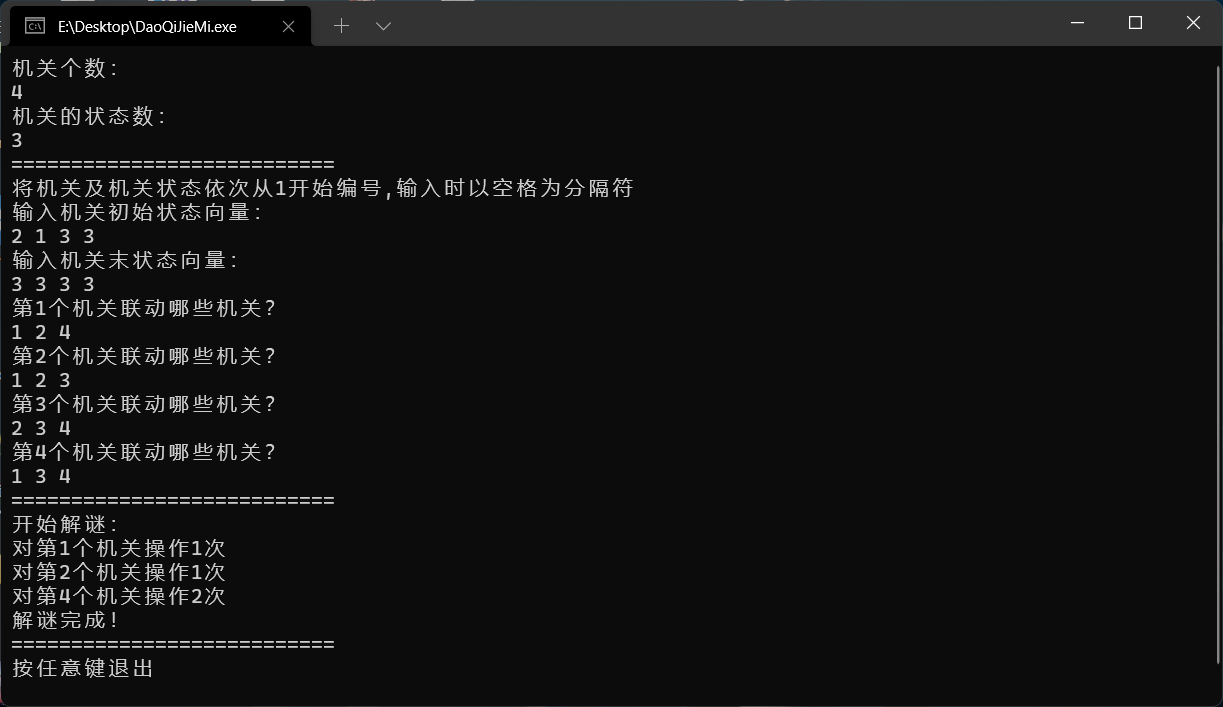 E:\Desktop\DaoQiJieMi.exe
机关个数:
4
机关的状态数:
3
===========================
将机关及机关状态依次从1开始编号,输入时以空格为分隔符
输入机关初始状态向量:
2 1 3 3
输入机关末状态向量:
3 3 3 3
第1个机关联动哪些机关?
1 2 4
第2个机关联动哪些机关?
1 2 3
第3个机关联动哪些机关?
2 3 4
第4个机关联动哪些机关?
1 3 4
===========================
开始解谜:
对第1个机关操作1次
对第2个机关操作1次
对第4个机关操作2次
解谜完成!
===========================
按任意键退出